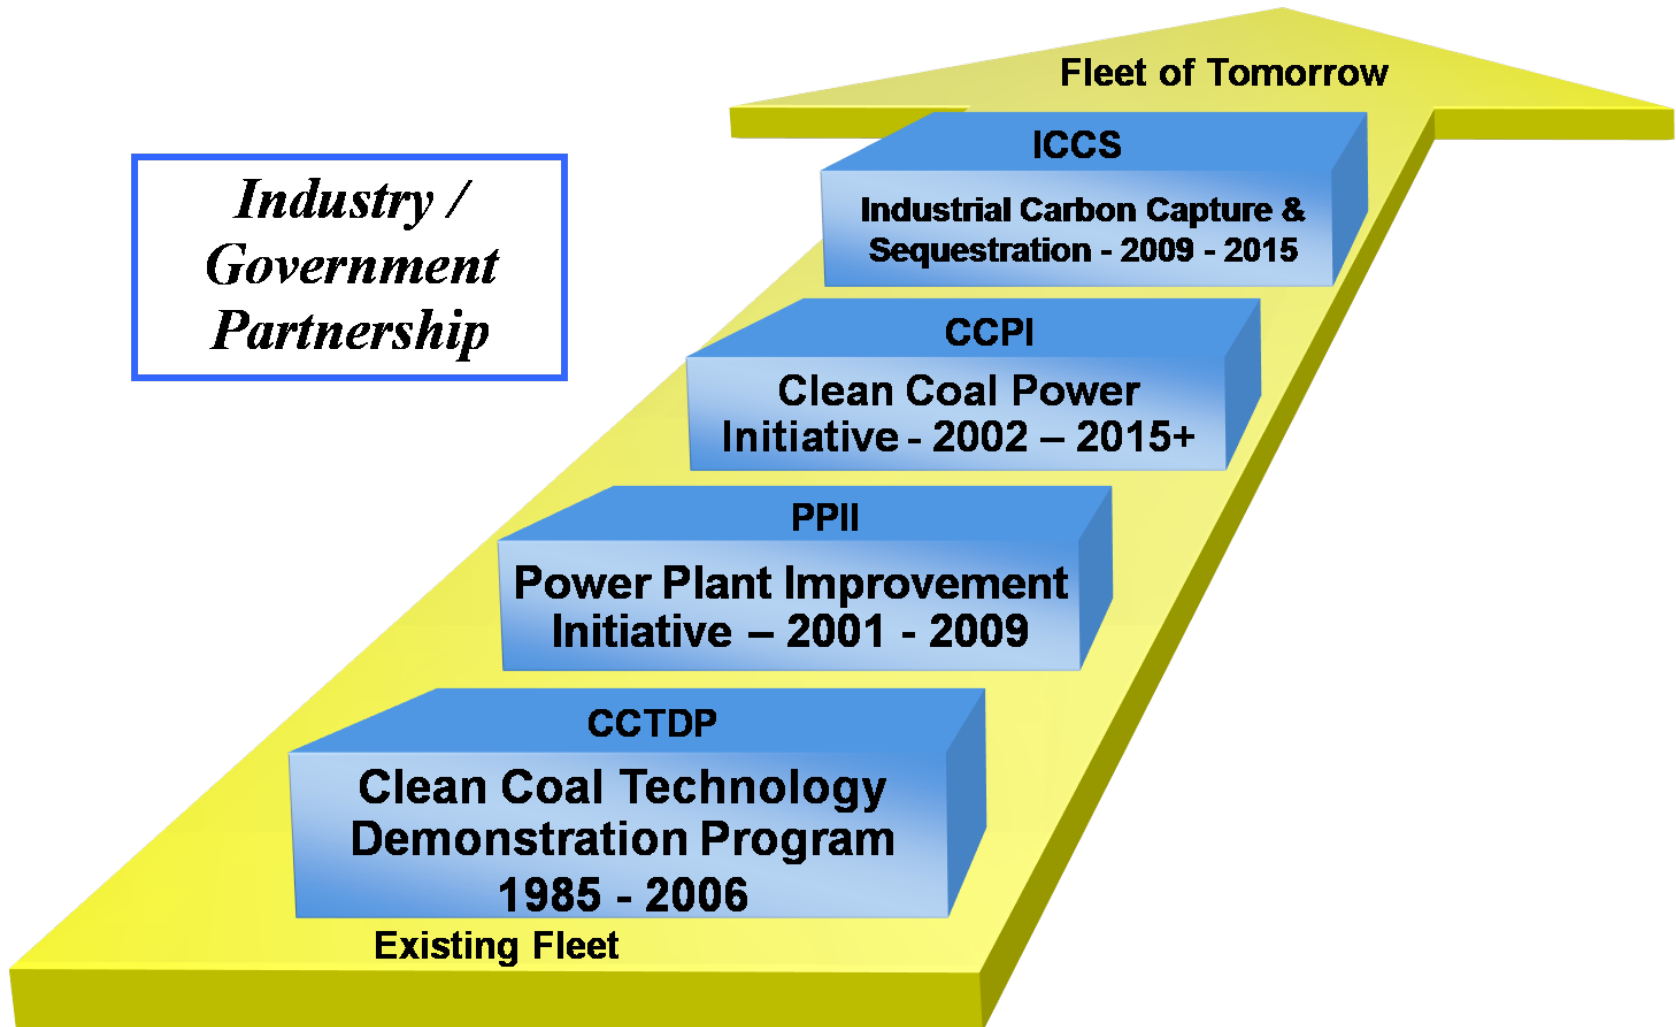 Fleet of Tomorrow
ICCS
Industrial Carbon Capture &
Sequestration - 2009 - 2015
Industry /
Government
Partnership
CCPI
Clean Coal Power
Initiative - 2002 – 2015+
PPII
Power Plant Improvement
Initiative – 2001 - 2009
CCTDP
Clean Coal Technology
Demonstration Program
1985 - 2006
Existing Fleet